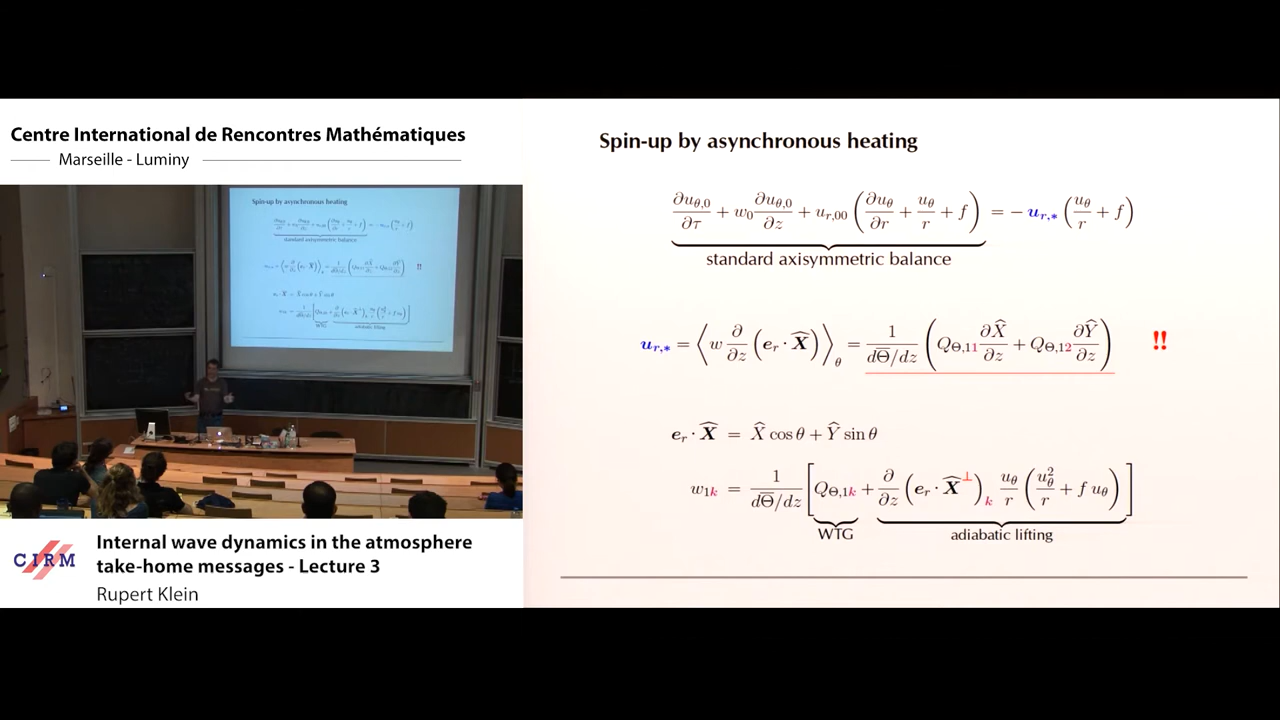 Centre International de Rencontres Mathématiques
Marseille - Luminy
Spin-up by asynchronous heating
∂u_{θ,0}/∂τ + w_0 ∂u_{θ,0}/∂z + u_{r,00} (∂u_θ/∂r + u_θ/r + f) = − u_{r,*} (u_θ/r + f)
standard axisymmetric balance
u_{r,*} = ⟨w ∂/∂z (e_r · X̂)⟩_θ = 1/(dΘ̄/dz) (Q_{Θ,11} ∂X̂/∂z + Q_{Θ,12} ∂Ŷ/∂z) !!
e_r · X̂ = X̂ cos θ + Ŷ sin θ
w_{1k} = 1/(dΘ̄/dz) [Q_{Θ,1k} + ∂/∂z (e_r · X̂^⊥)_k u_θ/r (u_θ^2/r + f u_θ)]
WTG adiabatic lifting
CIRM
Internal wave dynamics in the atmosphere
take-home messages - Lecture 3
Rupert Klein